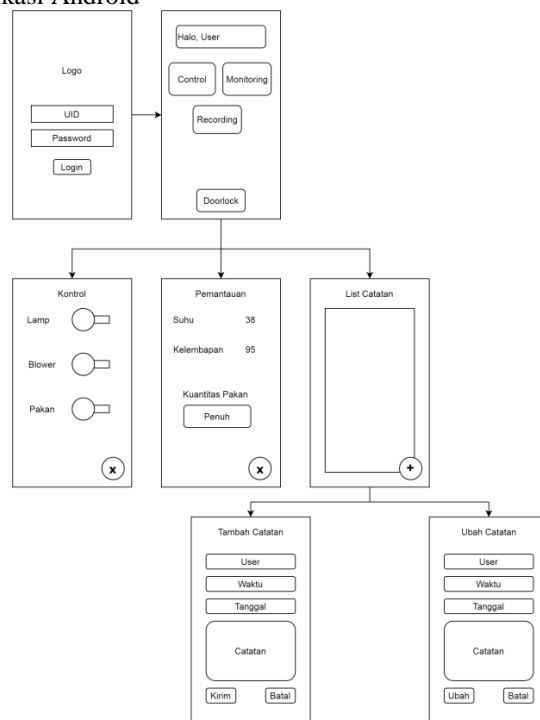 kasi Android
Logo
UID
Password
Login
Halo, User
Control
Monitoring
Recording
Doorlock
Kontrol
Lamp
Blower
Pakan
x
Pemantauan
Suhu 38
Kelembapan 95
Kuantitas Pakan
Penuh
x
List Catatan
+
Tambah Catatan
User
Waktu
Tanggal
Catatan
Kirim Batal
Ubah Catatan
User
Waktu
Tanggal
Catatan
Ubah Batal